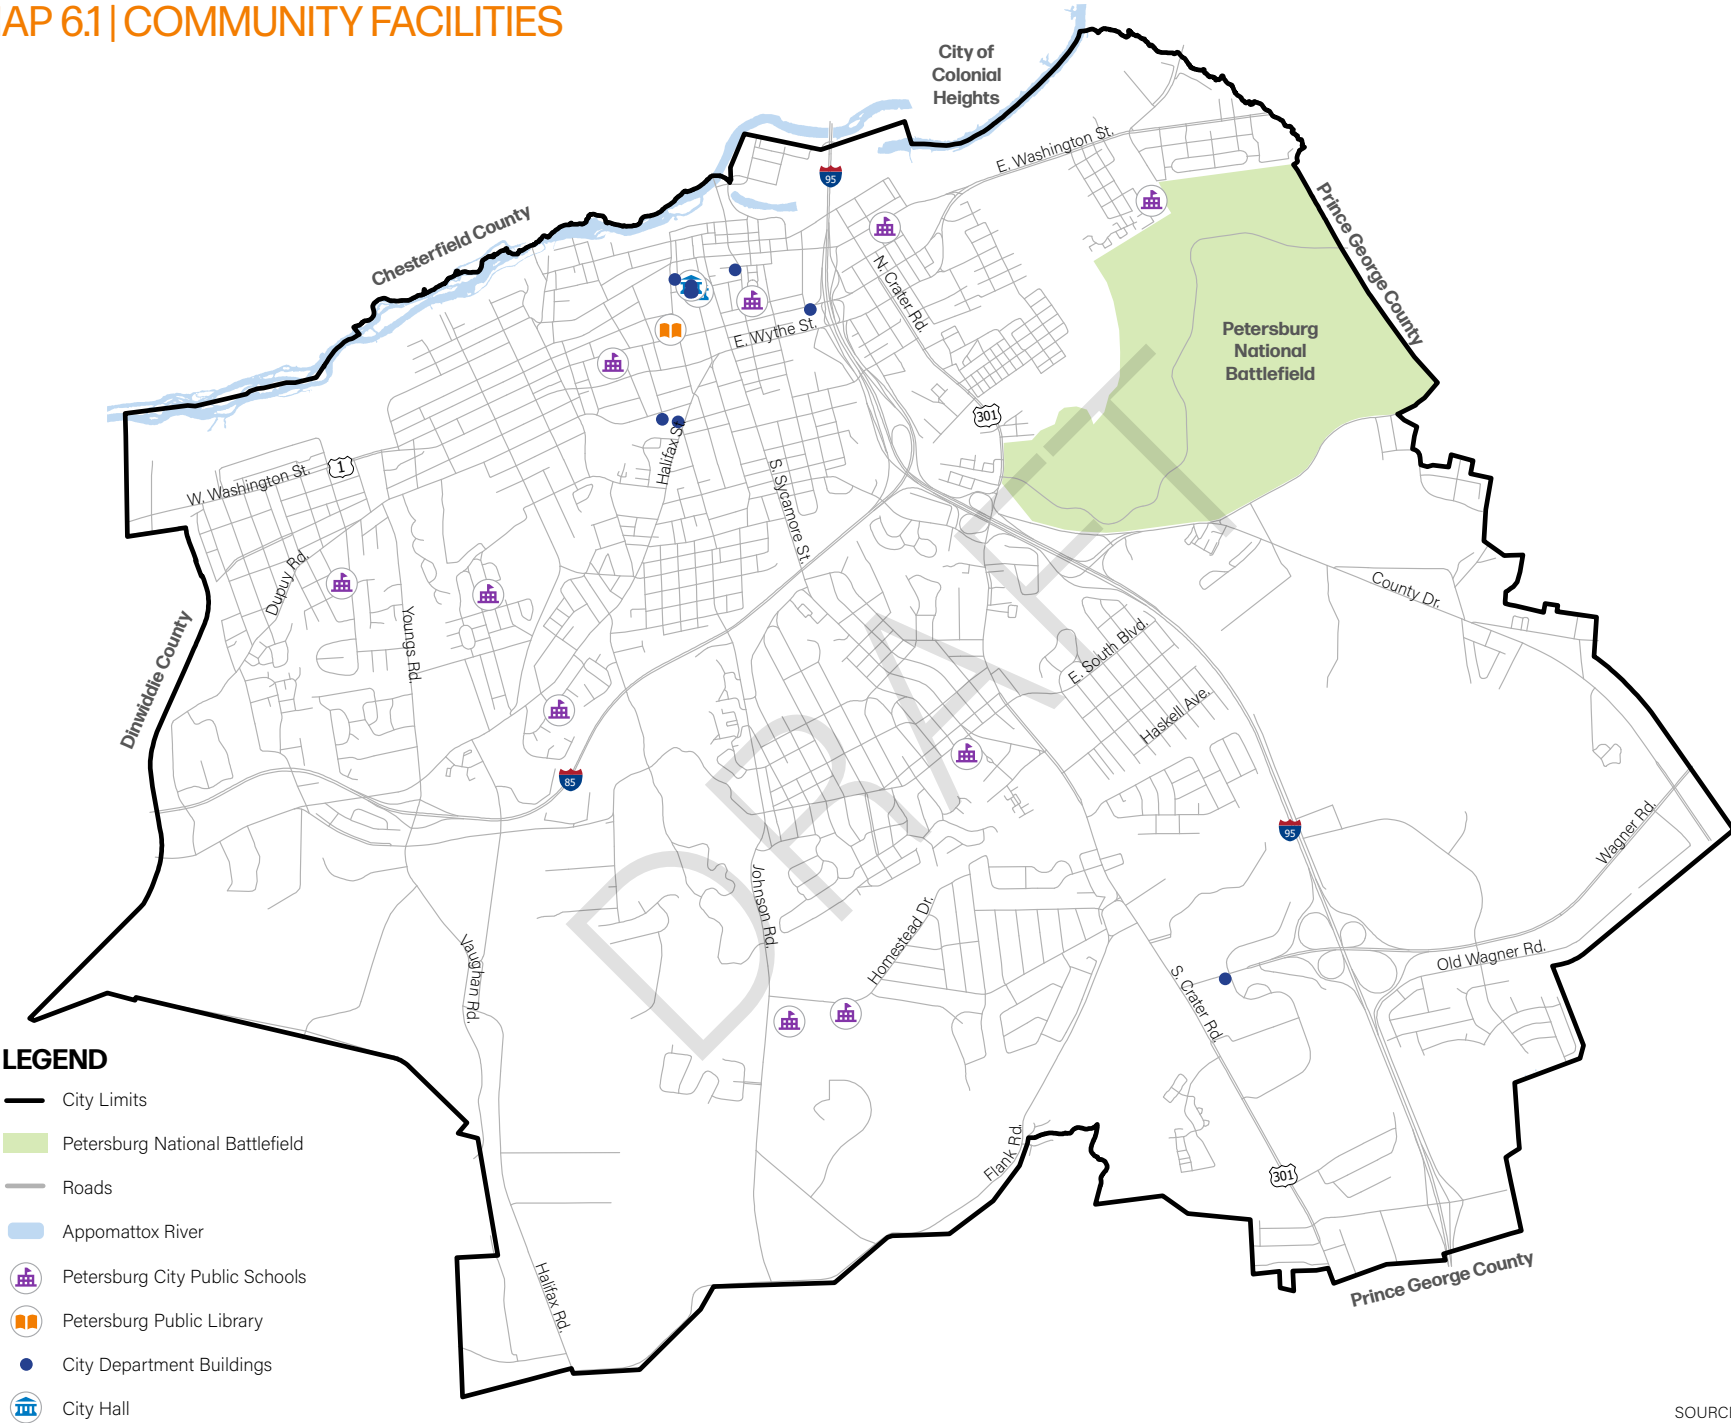 AP 6.1 | COMMUNITY FACILITIES
City of
Colonial
Heights
E. Washington St.
95
Prince George County
Chesterfield County
N. Crater Rd.
E. Wythe St.
Petersburg
National
Battlefield
301
Halifax St.
1
W. Washington St.
S. Sycamore St.
Dupuy Rd.
County Dr.
Youngs Rd.
E. South Blvd.
Dinwiddie County
Haskell Ave.
85
95
Wagner Rd.
DRAFT
Johnson Rd.
Homestead Dr.
Vaughan Rd.
Old Wagner Rd.
S. Crater Rd.
Flank Rd.
301
Halifax Rd.
Prince George County
LEGEND
City Limits
Petersburg National Battlefield
Roads
Appomattox River
Petersburg City Public Schools
Petersburg Public Library
City Department Buildings
City Hall
SOURC